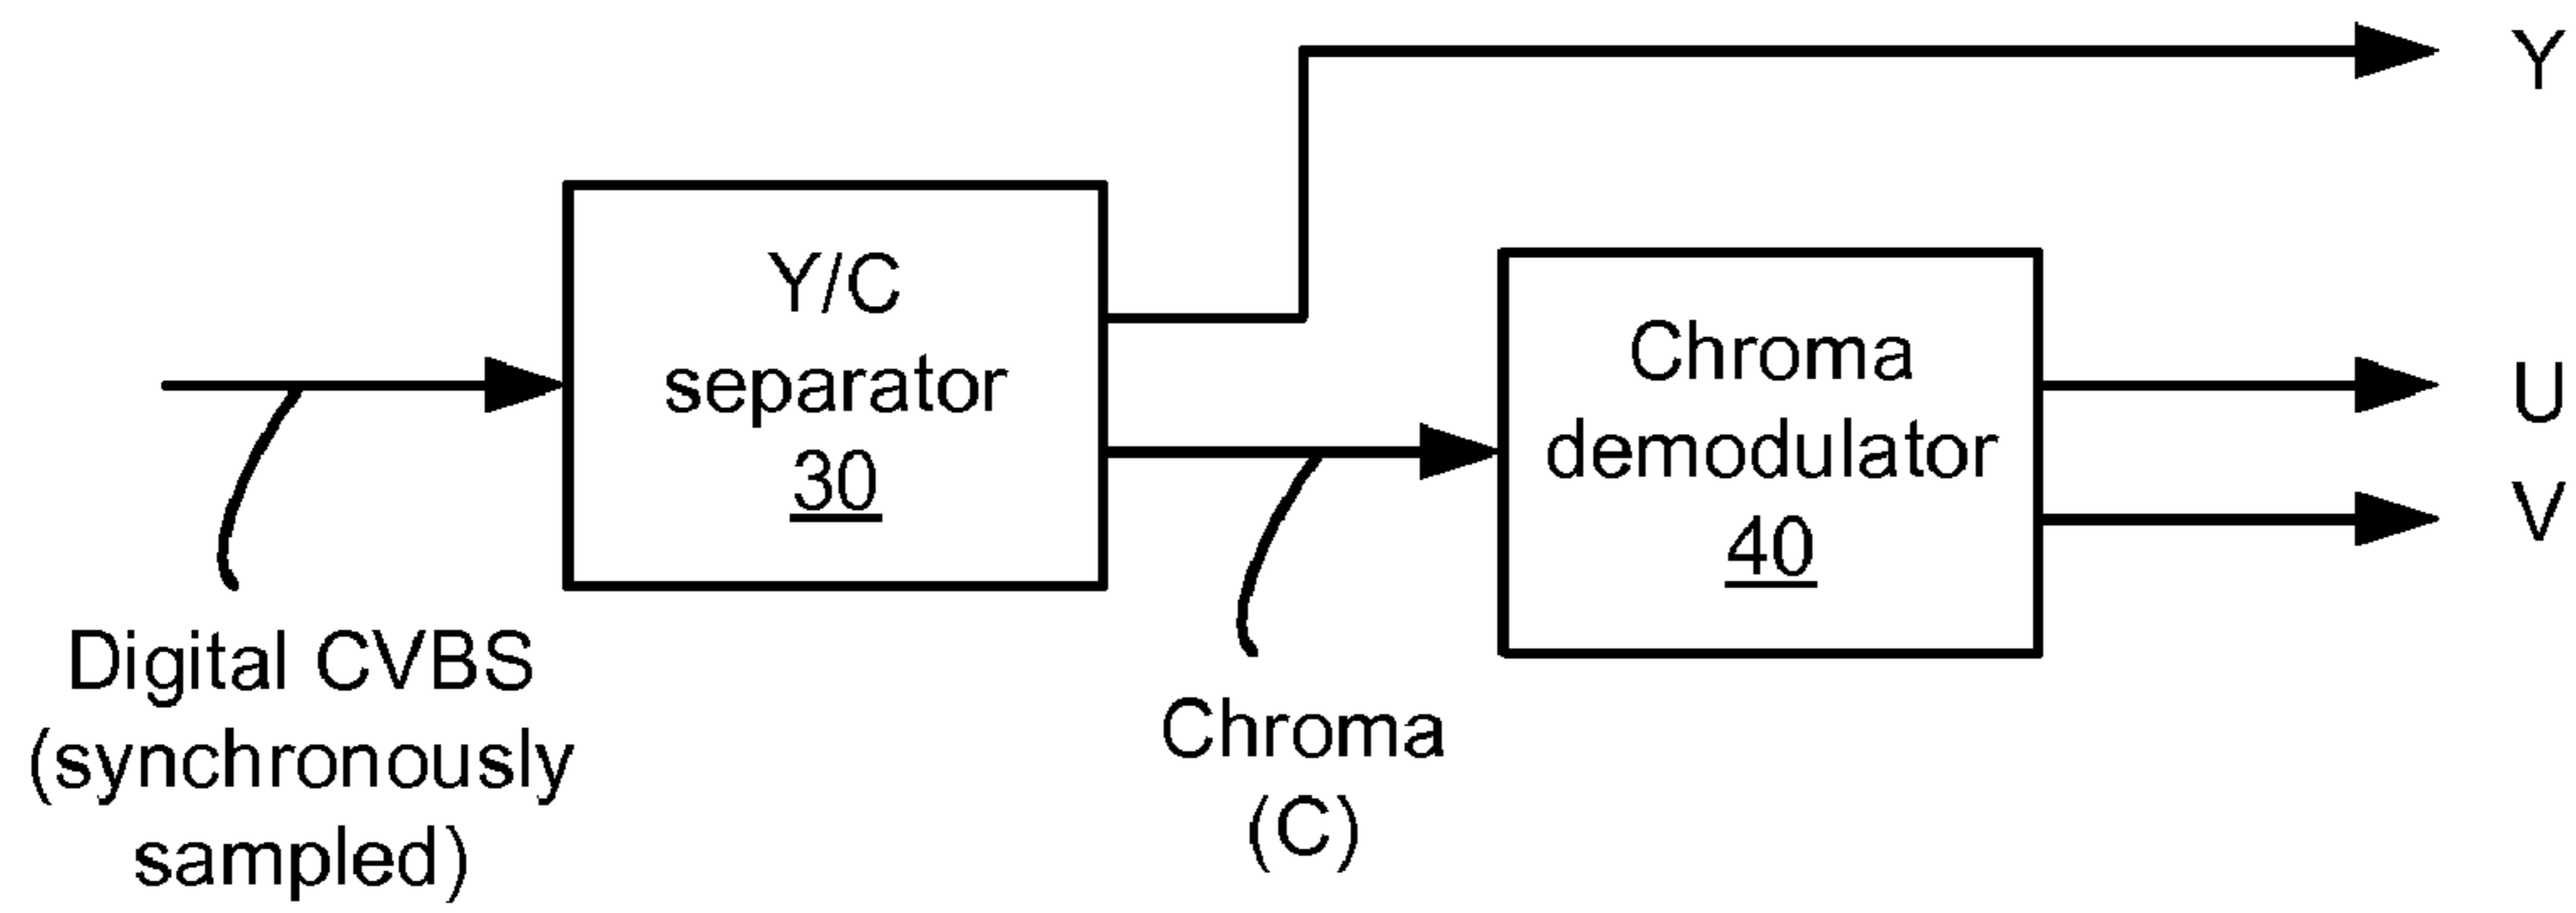 Y
Y/C
separator
30
Chroma
demodulator
40
U
V
Digital CVBS
(synchronously
sampled)
Chroma
(C)